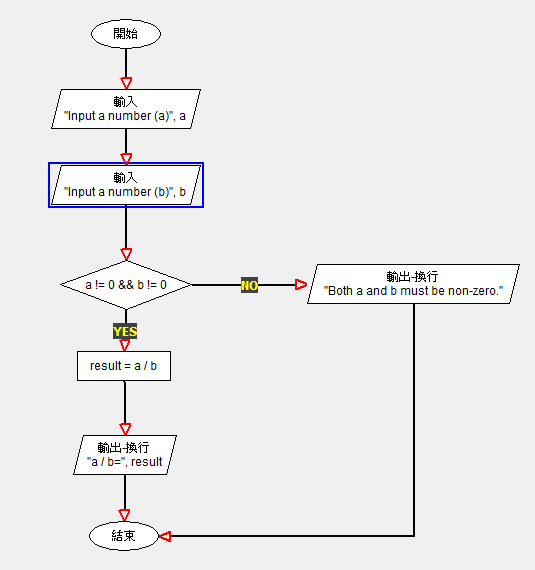 開始
輸入
"Input a number (a)", a
輸入
"Input a number (b)", b
a != 0 && b != 0
NO
輸出-換行
"Both a and b must be non-zero."
YES
result = a / b
輸出-換行
"a / b=", result
結束